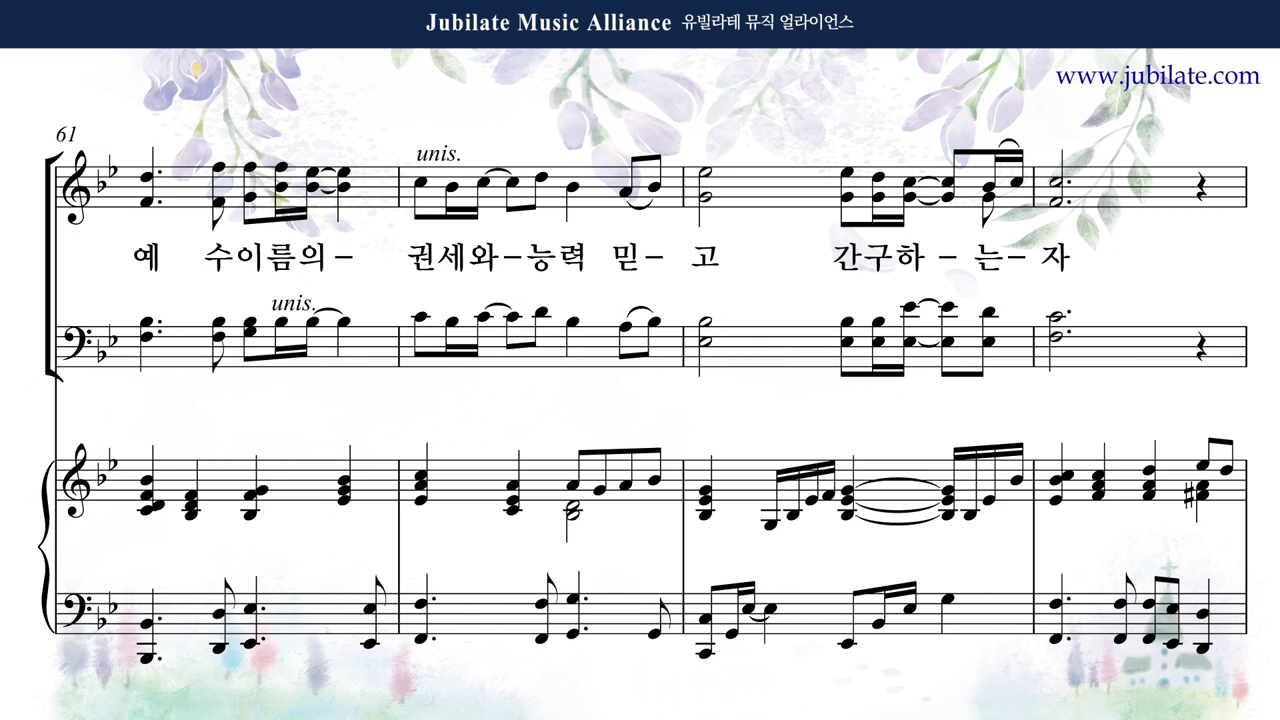 Jubilate Music Alliance 유빌라테 뮤직 얼라이언스
www.jubilate.com
61
unis.
예 수이름의– 권세와–능력 믿– 고 간구하 – 는– 자
unis.